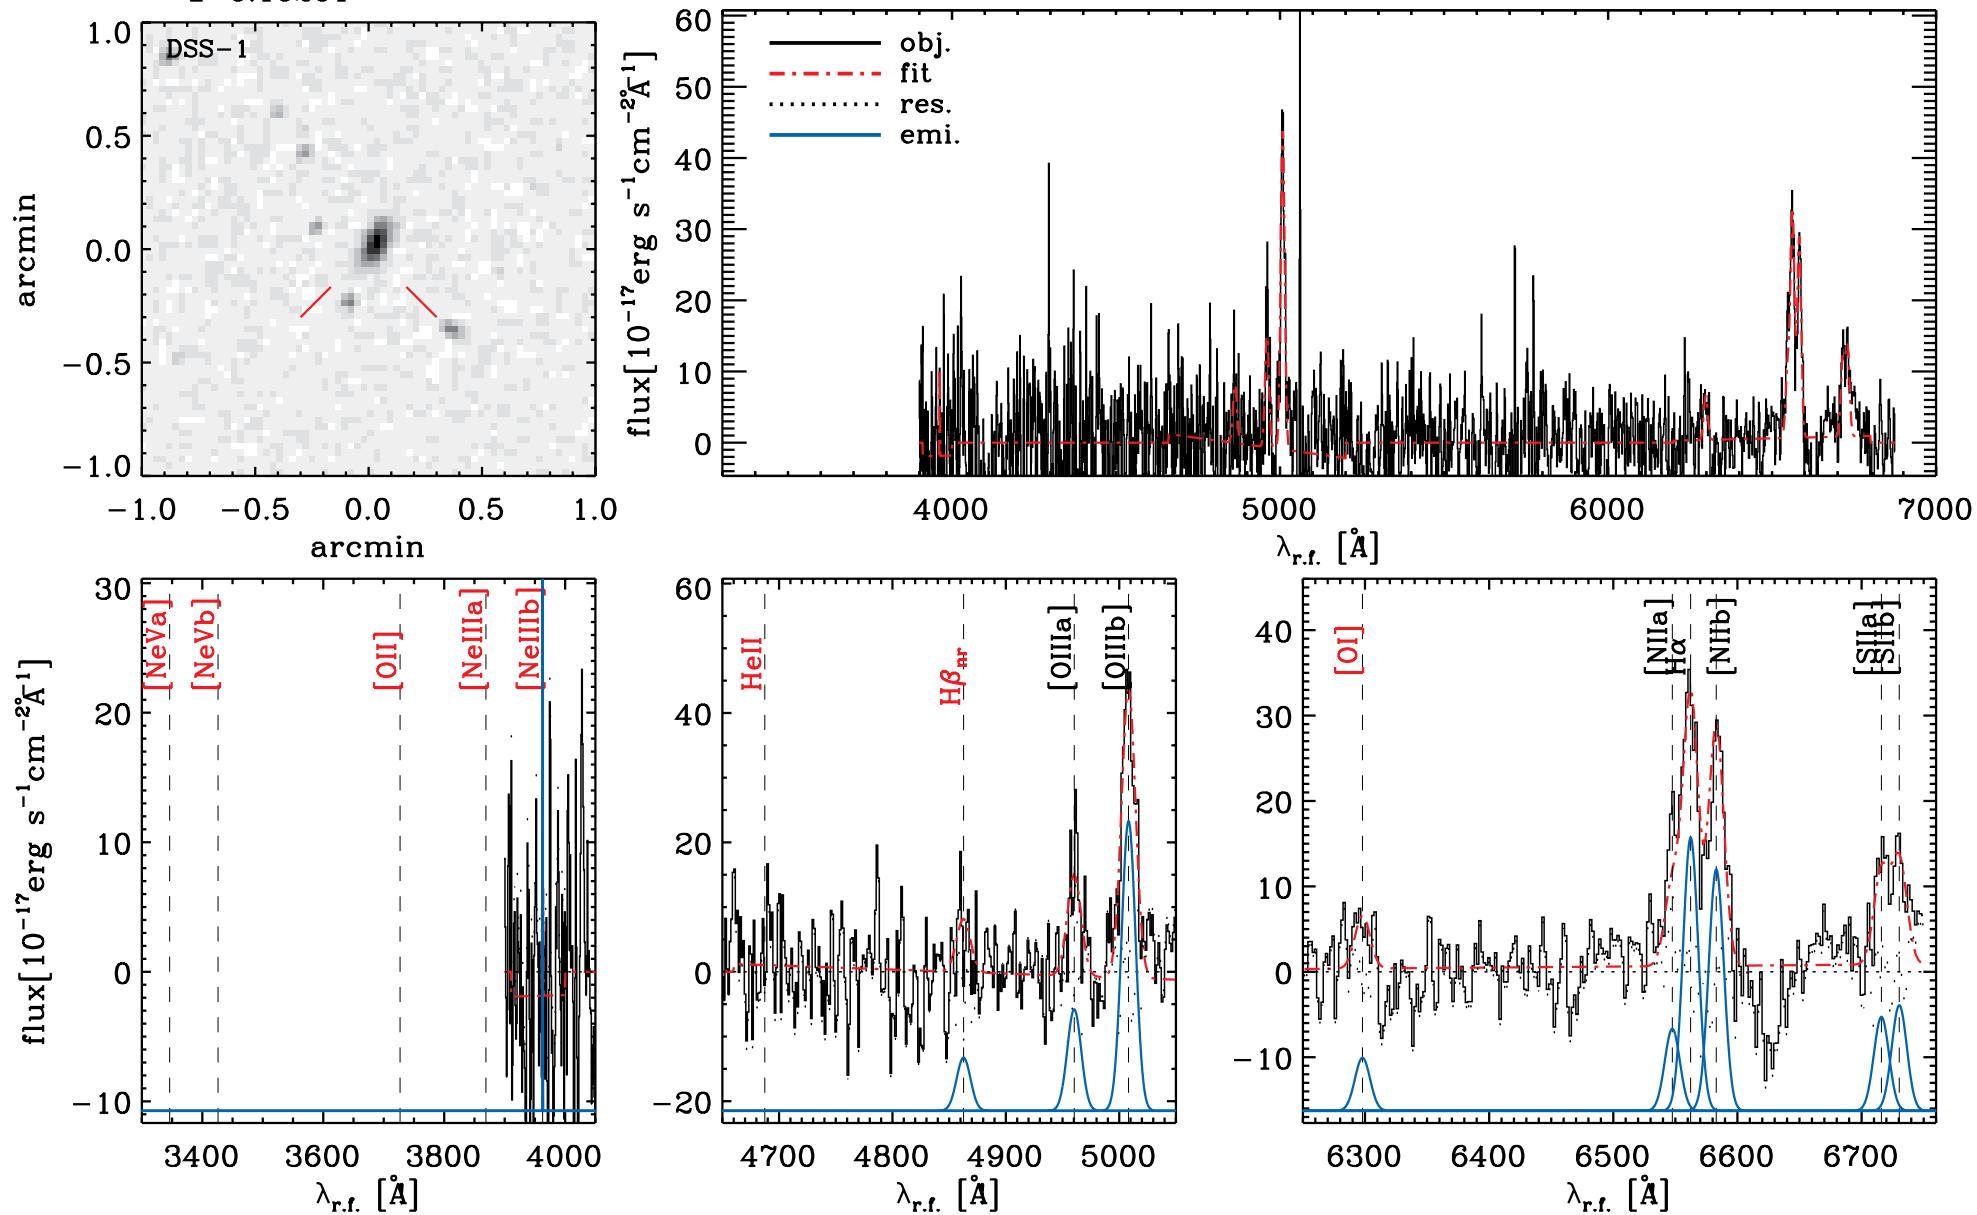 DSS-1
1.0
0.5
0.0
−0.5
−1.0
−1.0 −0.5 0.0 0.5 1.0
arcmin
arcmin
obj.
fit
res.
emi.
60
50
40
30
20
10
0
flux[10⁻¹⁷erg s⁻¹cm⁻²Å⁻¹]
4000 5000 6000 7000
λr.f. [Å]
[NeVa]
[NeVb]
[OII]
[NeIIIa]
[NeIIIb]
30
20
10
0
−10
flux[10⁻¹⁷erg s⁻¹cm⁻²Å⁻¹]
3400 3600 3800 4000
λr.f. [Å]
HeII
Hβnr
[OIIIa]
[OIIIb]
60
40
20
0
−20
4700 4800 4900 5000
λr.f. [Å]
[OI]
[NIIa]
Hα
[NIIb]
[SIIa]
SIIb]
40
30
20
10
0
−10
6300 6400 6500 6600 6700
λr.f. [Å]